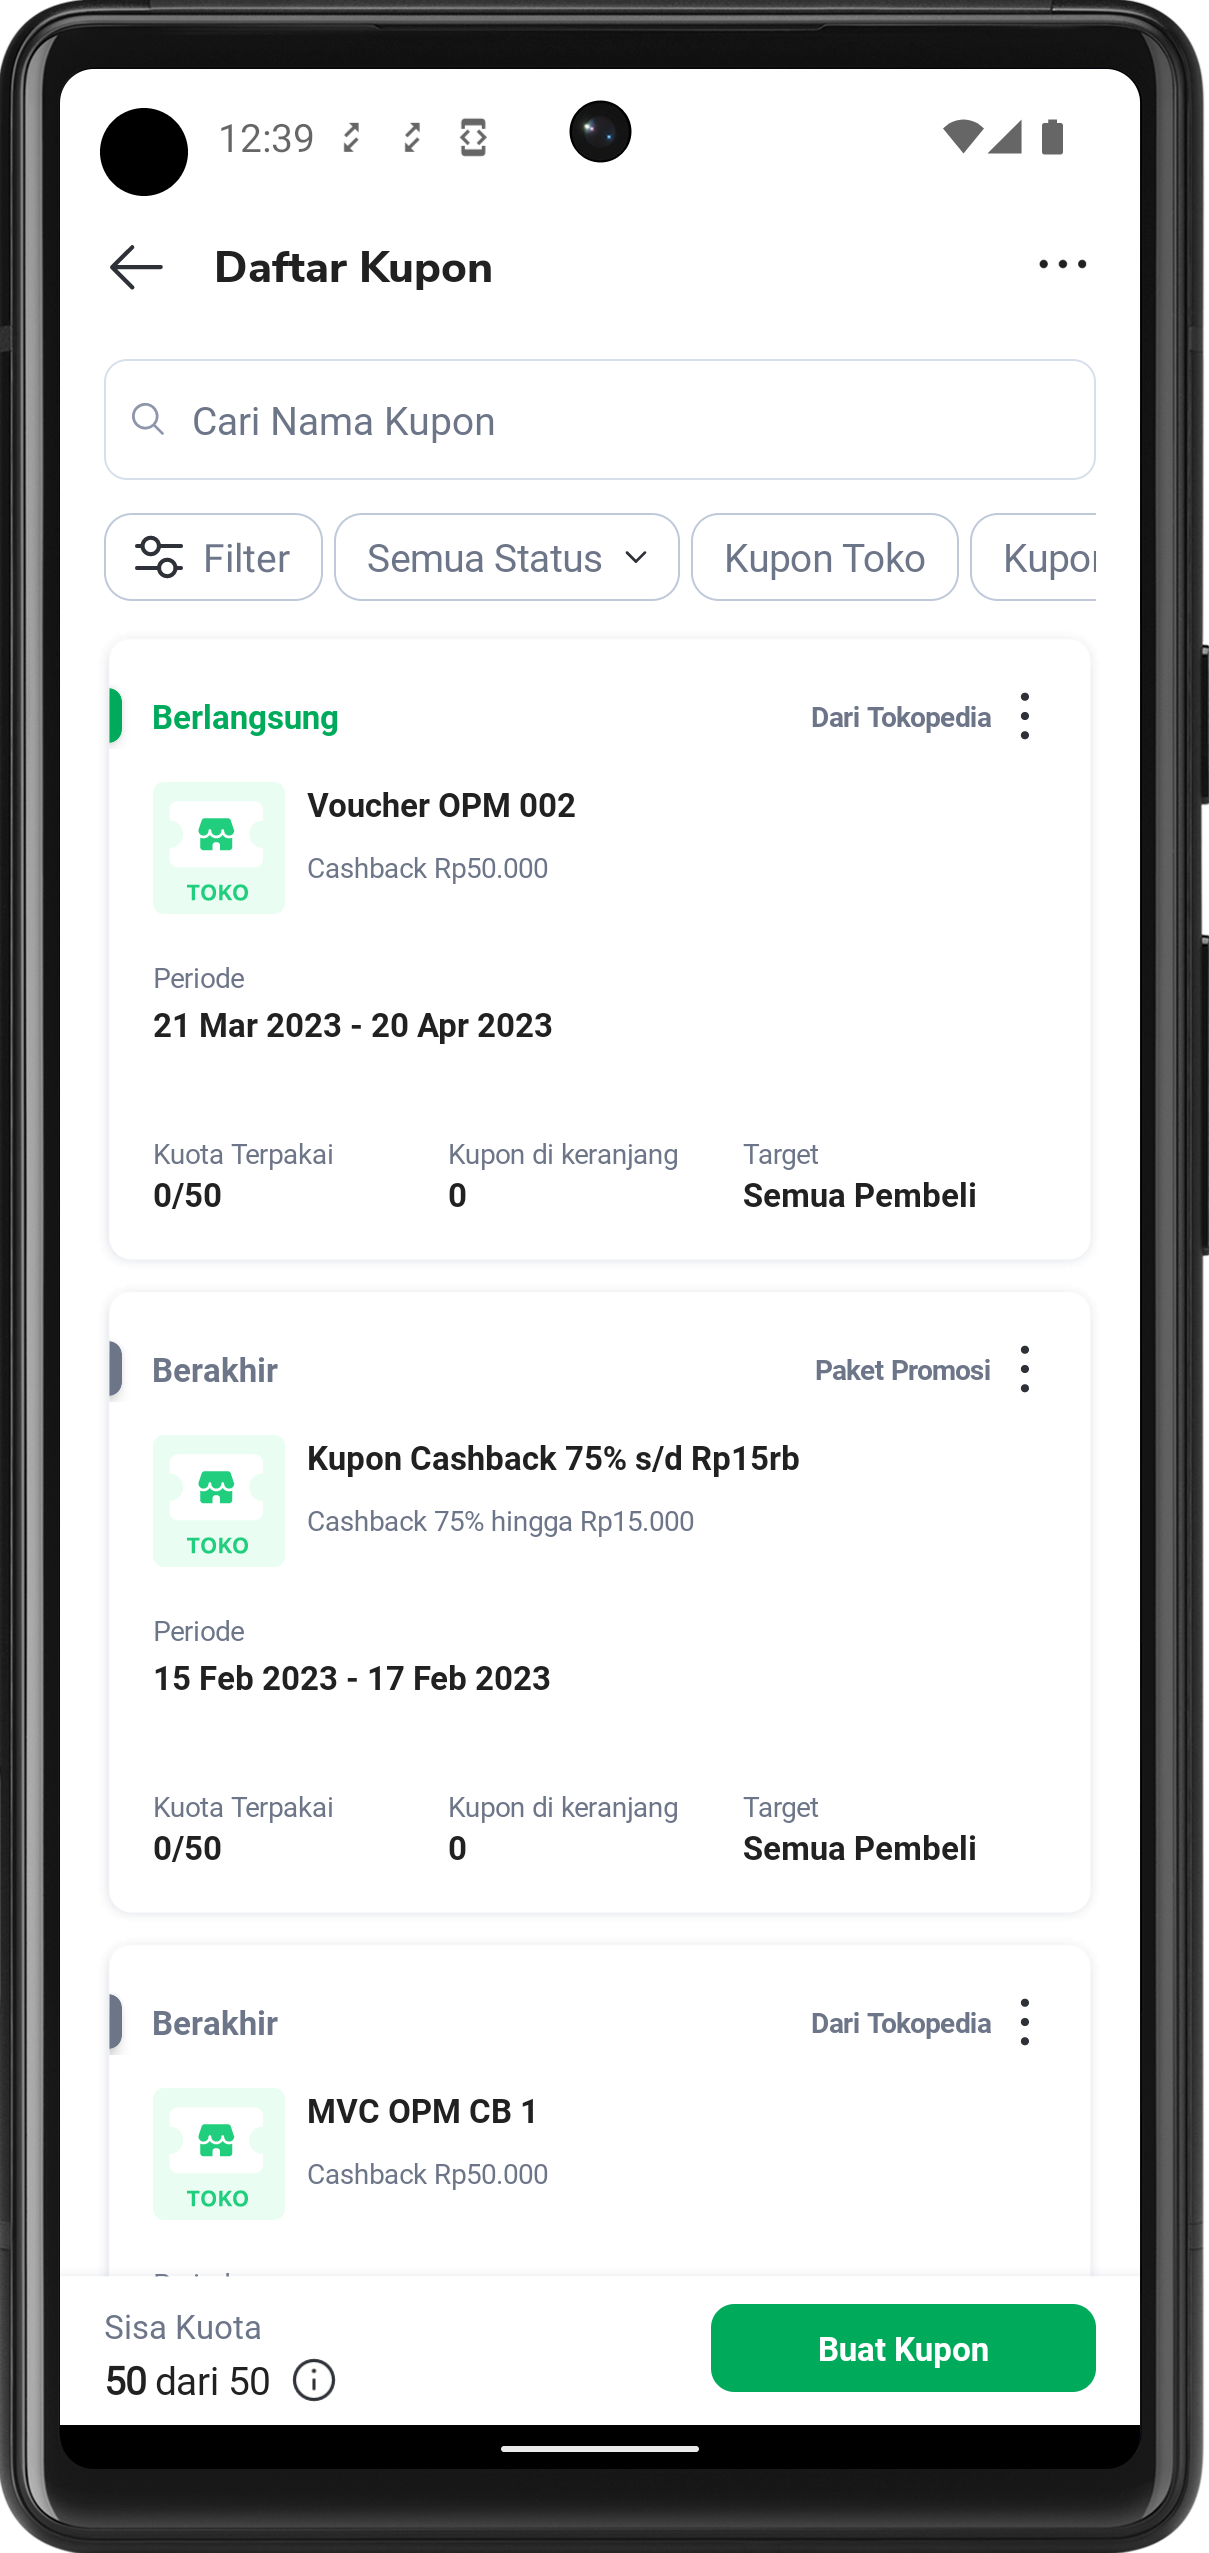 12:39
Daftar Kupon
Cari Nama Kupon
Filter Semua Status Kupon Toko
Berlangsung Dari Tokopedia
Voucher OPM 002
Cashback Rp50.000
TOKO
Periode
21 Mar 2023 - 20 Apr 2023
Kuota Terpakai Kupon di keranjang Target
0/50 0 Semua Pembeli
Berakhir Paket Promosi
Kupon Cashback 75% s/d Rp15rb
Cashback 75% hingga Rp15.000
TOKO
Periode
15 Feb 2023 - 17 Feb 2023
Kuota Terpakai Kupon di keranjang Target
0/50 0 Semua Pembeli
Berakhir Dari Tokopedia
MVC OPM CB 1
Cashback Rp50.000
TOKO
Sisa Kuota
50 dari 50
Buat Kupon